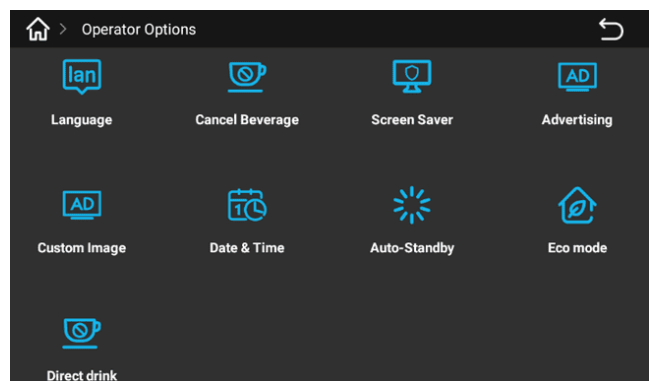 > Operator Options
lan
AD
Language Cancel Beverage Screen Saver Advertising
AD
1
Custom Image Date & Time Auto-Standby Eco mode
Direct drink